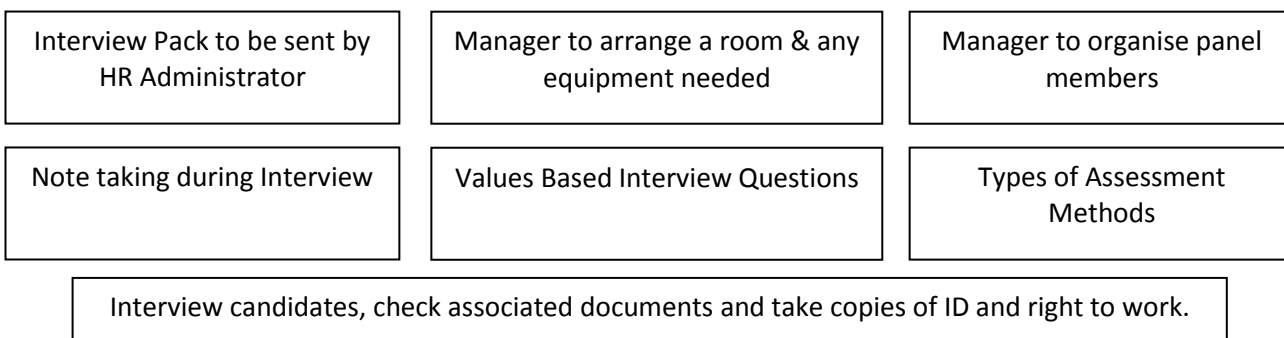 Interview Pack to be sent by
HR Administrator
Manager to arrange a room & any
equipment needed
Manager to organise panel
members
Note taking during Interview
Values Based Interview Questions
Types of Assessment
Methods
Interview candidates, check associated documents and take copies of ID and right to work.